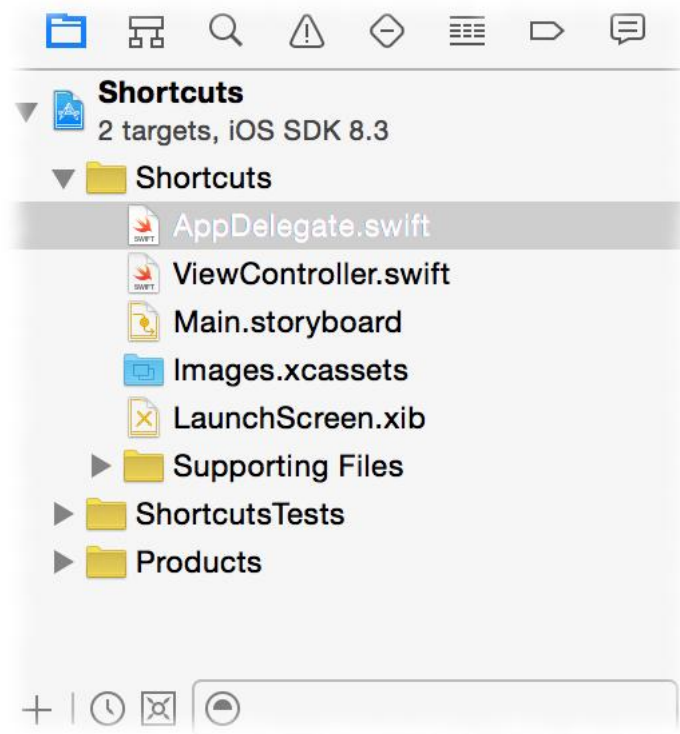 Shortcuts
2 targets, iOS SDK 8.3
Shortcuts
AppDelegate.swift
ViewController.swift
Main.storyboard
Images.xcassets
LaunchScreen.xib
Supporting Files
ShortcutsTests
Products